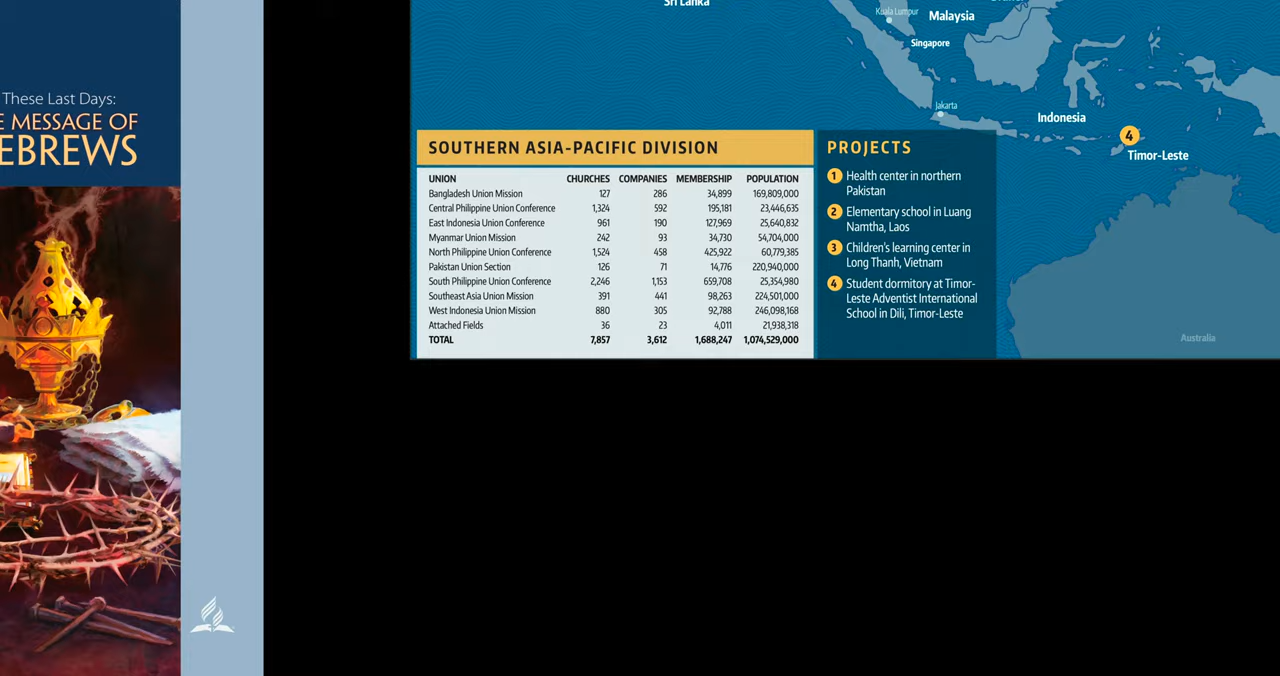 These Last Days:
E MESSAGE OF
EBREWS
Sri Lanka
Kuala Lumpur
Malaysia
Singapore
Jakarta
Indonesia
4
Timor-Leste
Australia
SOUTHERN ASIA-PACIFIC DIVISION
UNION CHURCHES COMPANIES MEMBERSHIP POPULATION
Bangladesh Union Mission 127 286 34,899 169,809,000
Central Philippine Union Conference 1,324 592 195,181 23,446,635
East Indonesia Union Conference 961 190 127,969 25,640,832
Myanmar Union Mission 242 93 34,730 54,704,000
North Philippine Union Conference 1,524 458 425,922 60,779,385
Pakistan Union Section 126 71 14,776 220,940,000
South Philippine Union Conference 2,246 1,153 659,708 25,354,980
Southeast Asia Union Mission 391 441 98,263 224,501,000
West Indonesia Union Mission 880 305 92,788 246,098,168
Attached Fields 36 23 4,011 21,938,318
TOTAL 7,857 3,612 1,688,247 1,074,529,000
PROJECTS
1 Health center in northern
Pakistan
2 Elementary school in Luang
Namtha, Laos
3 Children's learning center in
Long Thanh, Vietnam
4 Student dormitory at Timor-
Leste Adventist International
School in Dili, Timor-Leste